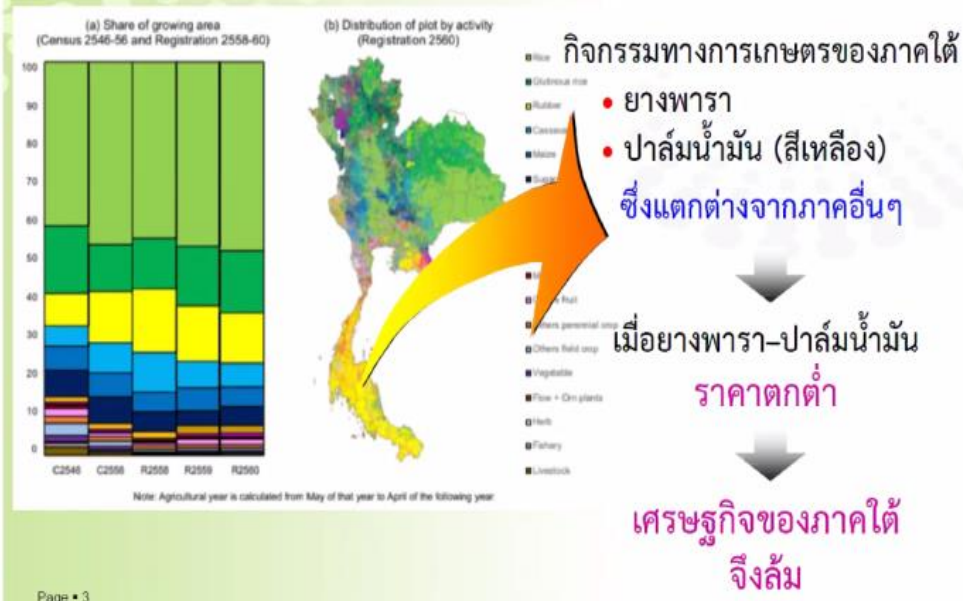 (a) Share of growing area
(Census 2546-56 and Registration 2558-60)
100
90
80
70
60
50
40
30
20
10
0
C2546
C2556
R2558
R2559
R2560
(b) Distribution of plot by activity
(Registration 2560)
Rice
Glutinous rice
Rubber
Cassava
Maize
Sugar
Others perennial crop
Others field crop
Vegetable
Flow + Orn plants
Herb
Fishery
Livestock
Note: Agricultural year is calculated from May of that year to April of the following year
กิจกรรมทางการเกษตรของภาคใต้
• ยางพารา
• ปาล์มน้ำมัน (สีเหลือง)
ซึ่งแตกต่างจากภาคอื่นๆ
เมื่อยางพารา–ปาล์มน้ำมัน
ราคาตกต่ำ
เศรษฐกิจของภาคใต้
จึงล้ม
Page ▪ 3